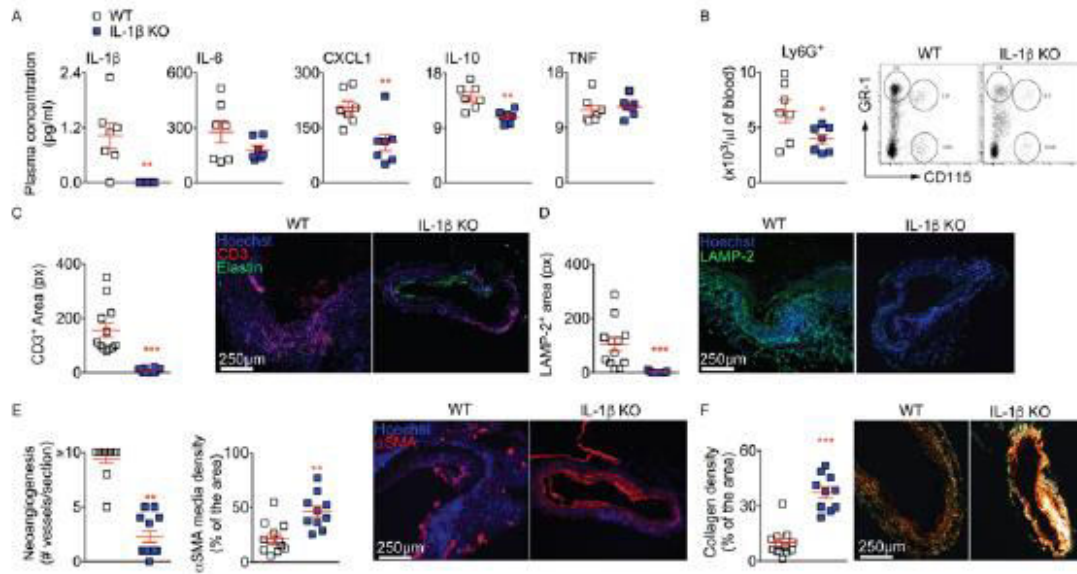 A
WT
IL-1β KO
IL-1β
IL-6
CXCL1
IL-10
TNF
Plasma concentration
(pg/ml)
2.4
1.2
0.0
600
300
0
600
300
0
18
9
0
18
9
0
**
**
**
B
Ly6G+
WT
IL-1β KO
(x10³/µl of blood)
10
5
0
*
GR-1
CD115
C
WT
IL-1β KO
CD3+ Area (px)
400
200
0
***
Hoechst
CD3
Elastin
250µm
D
WT
IL-1β KO
LAMP-2+ area (px)
400
200
0
***
Hoechst
LAMP-2
250µm
E
Neoangiogenesis
(# vessels/section)
≥10
5
0
**
αSMA media density
(% of the area)
100
50
0
**
WT
IL-1β KO
Hoechst
αSMA
250µm
F
Collagen density
(% of the area)
60
30
0
***
WT
IL-1β KO
250µm